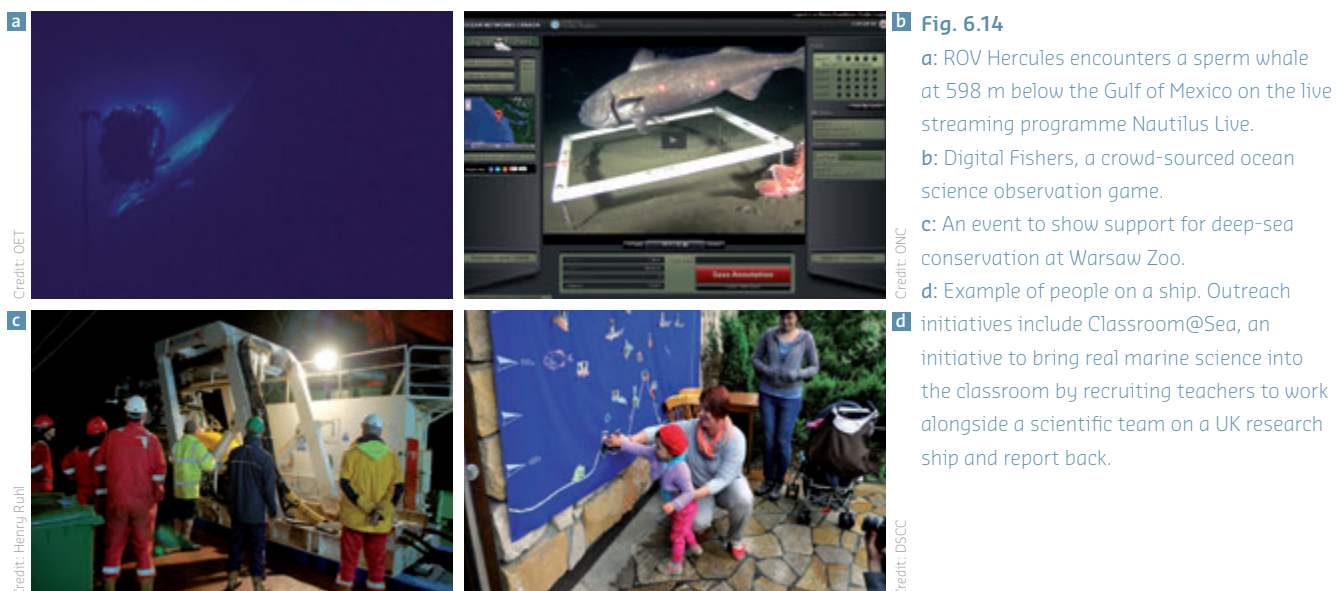 a
b
Fig. 6.14
a: ROV Hercules encounters a sperm whale
at 598 m below the Gulf of Mexico on the live
streaming programme Nautilus Live.
b: Digital Fishers, a crowd-sourced ocean
science observation game.
c: An event to show support for deep-sea
conservation at Warsaw Zoo.
d: Example of people on a ship. Outreach
initiatives include Classroom@Sea, an
initiative to bring real marine science into
the classroom by recruiting teachers to work
alongside a scientific team on a UK research
ship and report back.
Credit: OET
Save Annotation
Credit: ONC
c
d
Credit: Henry Ruhl
Credit: DSCC